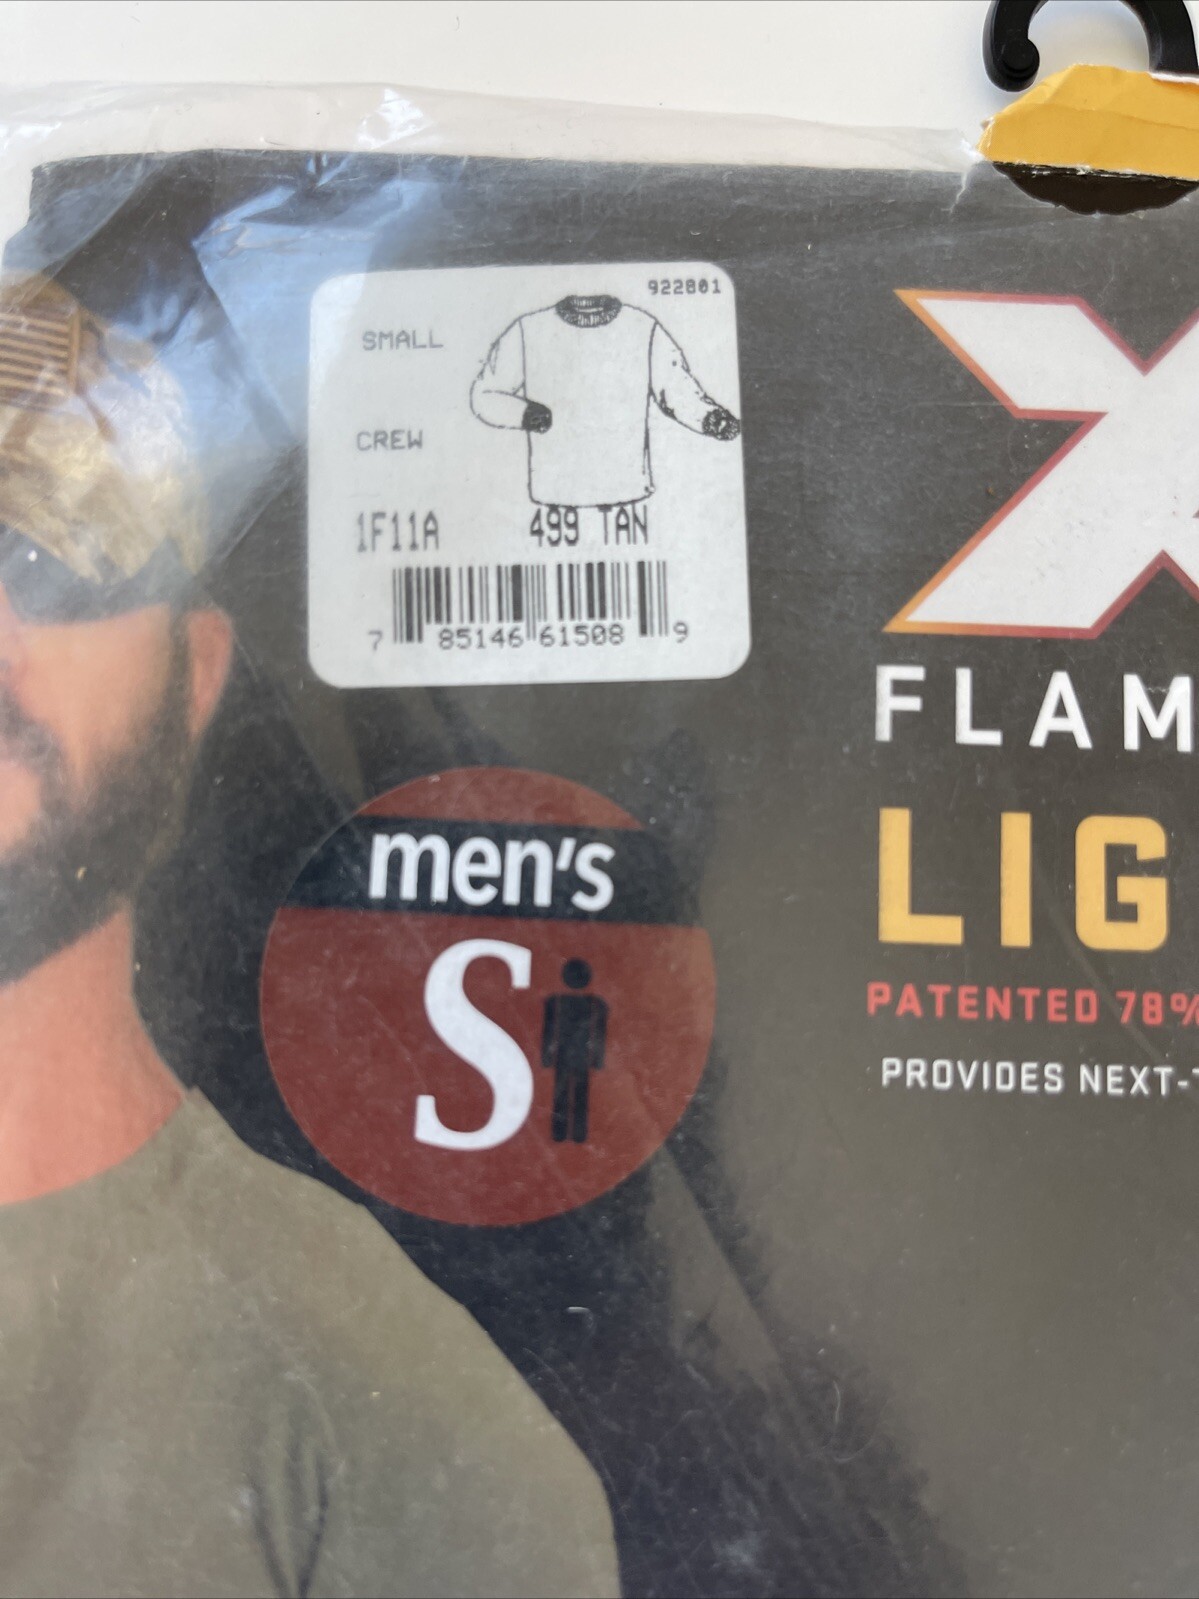 922801
SMALL
CREW
1F11A 499 TAN
7 85146 61508 9
men's
S
X
FLAM
LIG
PATENTED 78%
PROVIDES NEXT-